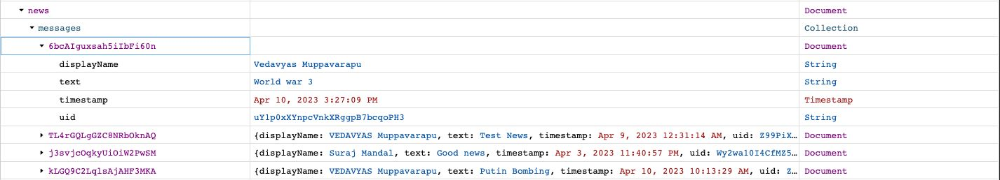 news Document
messages Collection
6bcAIguxsah5iIbFi60n Document
displayName Vedavyas Muppavarapu String
text World war 3 String
timestamp Apr 10, 2023 3:27:09 PM Timestamp
uid uY1p0xXYnpcVnkXRggpB7bcqoPH3 String
TL4rGQLgGZC8NRbOknAQ {displayName: VEDAVYAS Muppavarapu, text: Test News, timestamp: Apr 9, 2023 12:31:14 AM, uid: Z99PiX… Document
j3svjcOqkyUiOiW2PwSM {displayName: Suraj Mandal, text: Good news, timestamp: Apr 3, 2023 11:40:57 PM, uid: Wy2wa10I4CfMZ5… Document
kLGQ9C2LqlsAjAHF3MKA {displayName: VEDAVYAS Muppavarapu, text: Putin Bombing, timestamp: Apr 10, 2023 10:13:29 AM, uid: Z… Document